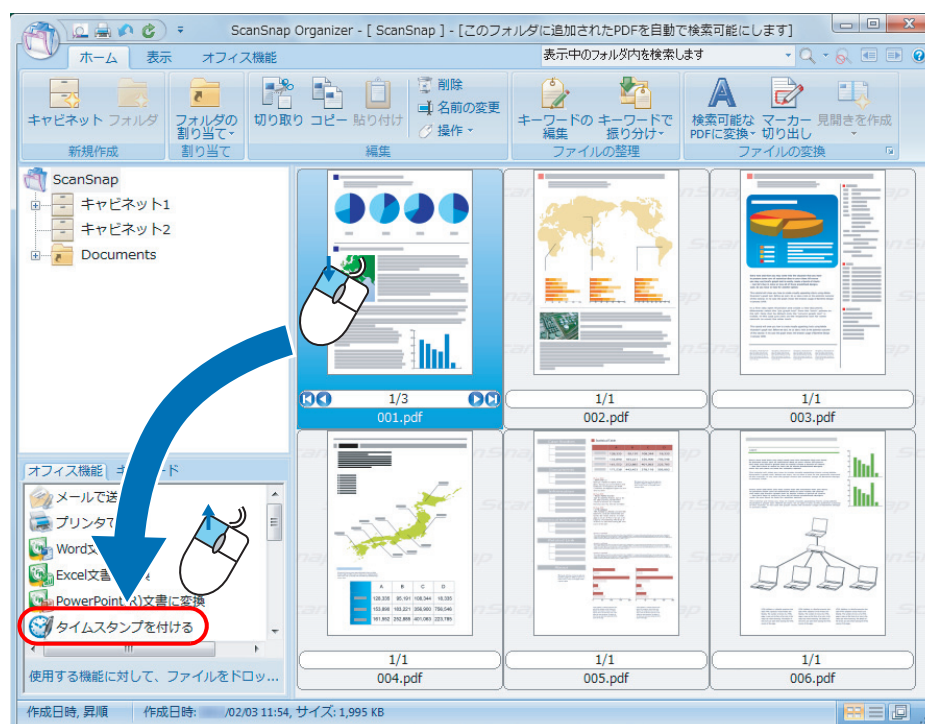 ScanSnap Organizer - [ ScanSnap ] - [このフォルダに追加されたPDFを自動で検索可能にします]
ホーム 表示 オフィス機能 表示中のフォルダ内を検索します
キャビネット フォルダ
新規作成
フォルダの
割り当て
割り当て
切り取り コピー 貼り付け
削除
名前の変更
操作
編集
キーワードの
編集
キーワードで
振り分け
ファイルの整理
検索可能な
PDFに変換
マーカー
切り出し
見開きを作成
ファイルの変換
ScanSnap
キャビネット1
キャビネット2
Documents
1/3
001.pdf
1/1
002.pdf
1/1
003.pdf
オフィス機能
メールで送
プリンタで
Word文
Excel文書
PowerPoint(R)文書に変換
タイムスタンプを付ける
使用する機能に対して、ファイルをドロッ...
A B C D
1/1
004.pdf
1/1
005.pdf
1/1
006.pdf
作成日時, 昇順 作成日時: /02/03 11:54, サイズ: 1,995 KB